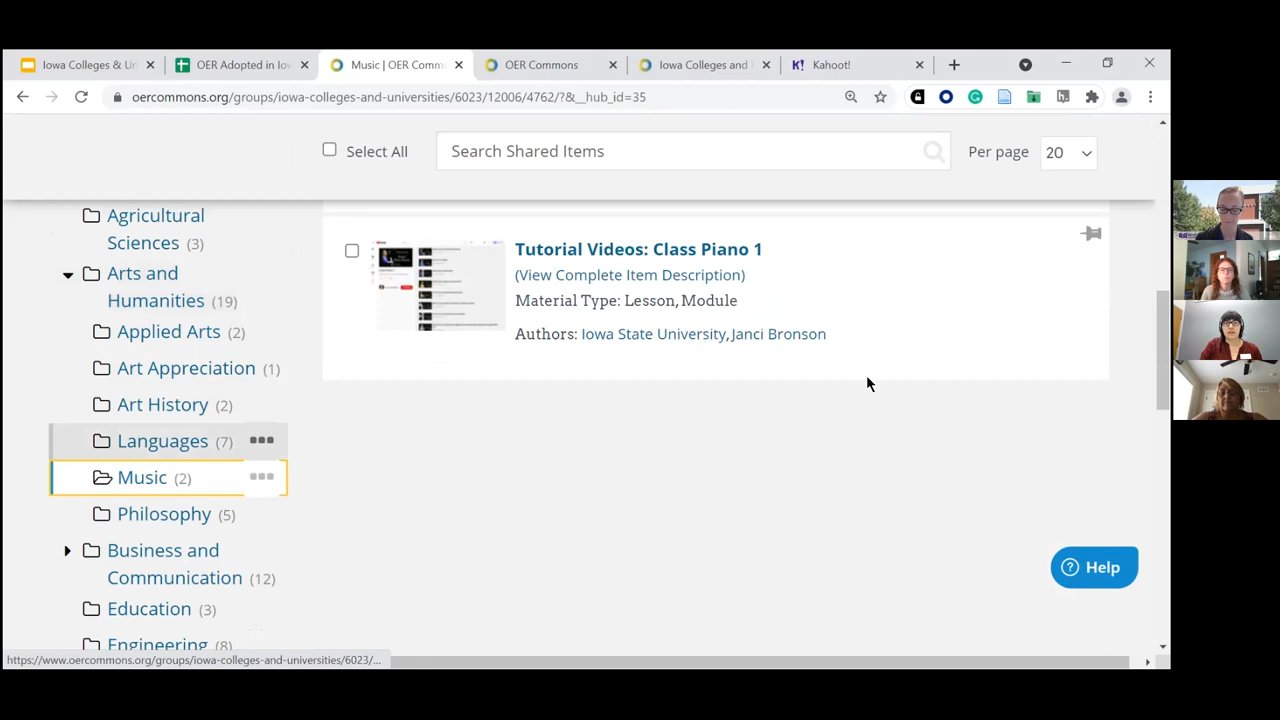 Iowa Colleges & Un
OER Adopted in Iow
Music | OER Comm
OER Commons
Iowa Colleges and
Kahoot!
oercommons.org/groups/iowa-colleges-and-universities/6023/12006/4762/?&__hub_id=35
Select All
Search Shared Items
Per page
20
Agricultural
Sciences (3)
Arts and
Humanities (19)
Applied Arts (2)
Art Appreciation (1)
Art History (2)
Languages (7)
Music (2)
Philosophy (5)
Business and
Communication (12)
Education (3)
Engineering (8)
Tutorial Videos: Class Piano 1
(View Complete Item Description)
Material Type: Lesson, Module
Authors: Iowa State University, Janci Bronson
Help
https://www.oercommons.org/groups/iowa-colleges-and-universities/6023/...